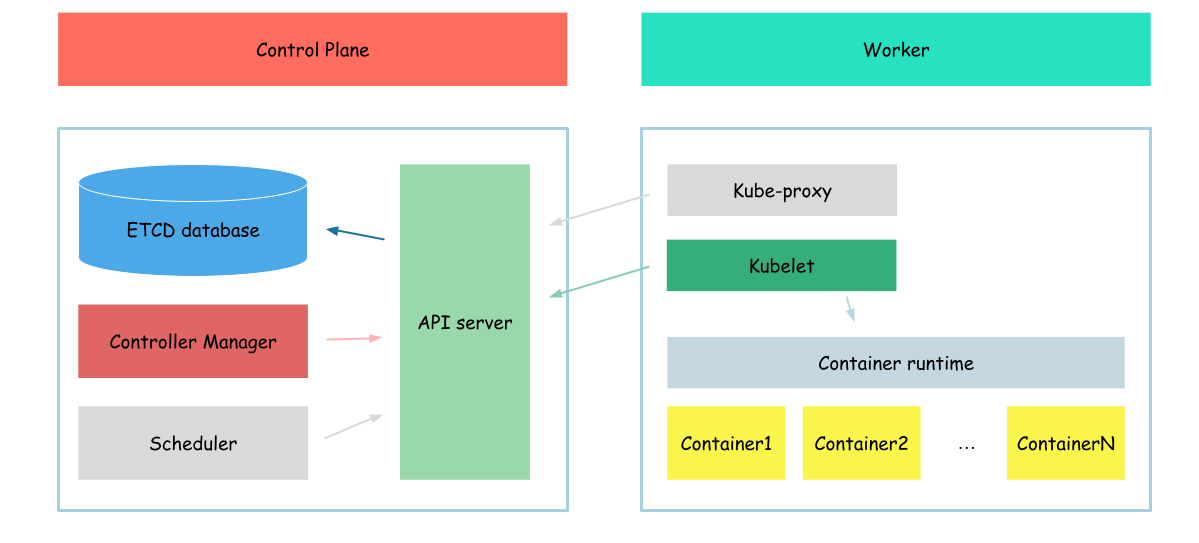 Control Plane
Worker
ETCD database
Controller Manager
Scheduler
API server
Kube-proxy
Kubelet
Container runtime
Container1
Container2
...
ContainerN